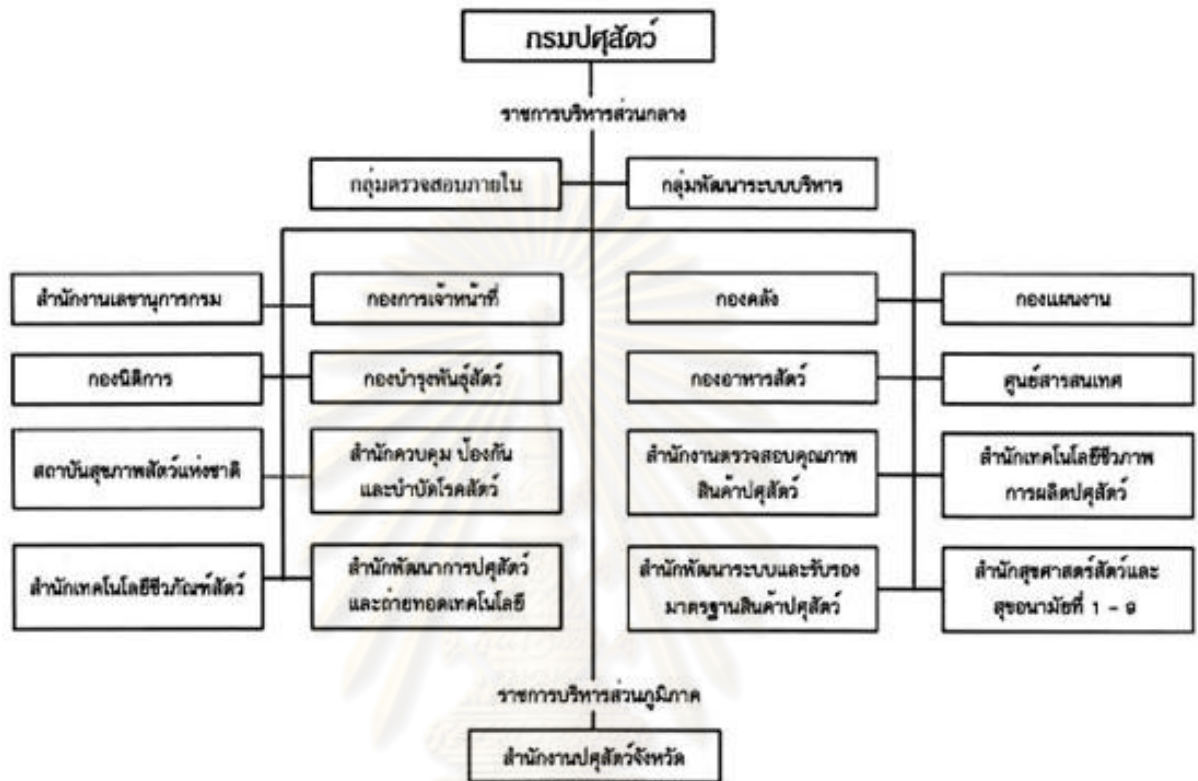 กรมปศุสัตว์
ราชการบริหารส่วนกลาง
กลุ่มตรวจสอบภายใน
กลุ่มพัฒนาระบบบริหาร
สำนักงานเลขานุการกรม
กองการเจ้าหน้าที่
กองคลัง
กองแผนงาน
กองนิติการ
กองบำรุงพันธุ์สัตว์
กองอาหารสัตว์
ศูนย์สารสนเทศ
สถาบันสุขภาพสัตว์แห่งชาติ
สำนักควบคุม ป้องกัน
และบำบัดโรคสัตว์
สำนักงานตรวจสอบคุณภาพ
สินค้าปศุสัตว์
สำนักเทคโนโลยีชีวภาพ
การผลิตปศุสัตว์
สำนักเทคโนโลยีชีวภัณฑ์สัตว์
สำนักพัฒนาการปศุสัตว์
และถ่ายทอดเทคโนโลยี
สำนักพัฒนาระบบและรับรอง
มาตรฐานสินค้าปศุสัตว์
สำนักสุขศาสตร์สัตว์และ
สุขอนามัยที่ 1 - 9
ราชการบริหารส่วนภูมิภาค
สำนักงานปศุสัตว์จังหวัด